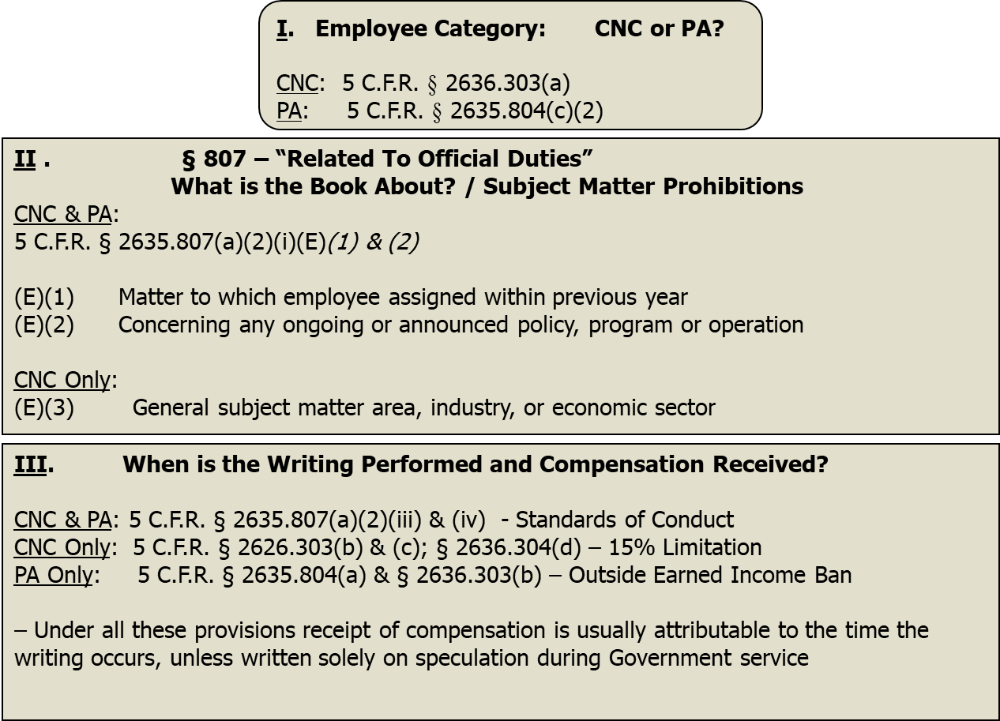 I. Employee Category: CNC or PA?
CNC: 5 C.F.R. § 2636.303(a)
PA: 5 C.F.R. § 2635.804(c)(2)
II . § 807 – “Related To Official Duties”
What is the Book About? / Subject Matter Prohibitions
CNC & PA:
5 C.F.R. § 2635.807(a)(2)(i)(E)(1) & (2)
(E)(1) Matter to which employee assigned within previous year
(E)(2) Concerning any ongoing or announced policy, program or operation
CNC Only:
(E)(3) General subject matter area, industry, or economic sector
III. When is the Writing Performed and Compensation Received?
CNC & PA: 5 C.F.R. § 2635.807(a)(2)(iii) & (iv) - Standards of Conduct
CNC Only: 5 C.F.R. § 2626.303(b) & (c); § 2636.304(d) – 15% Limitation
PA Only: 5 C.F.R. § 2635.804(a) & § 2636.303(b) – Outside Earned Income Ban
– Under all these provisions receipt of compensation is usually attributable to the time the
writing occurs, unless written solely on speculation during Government service